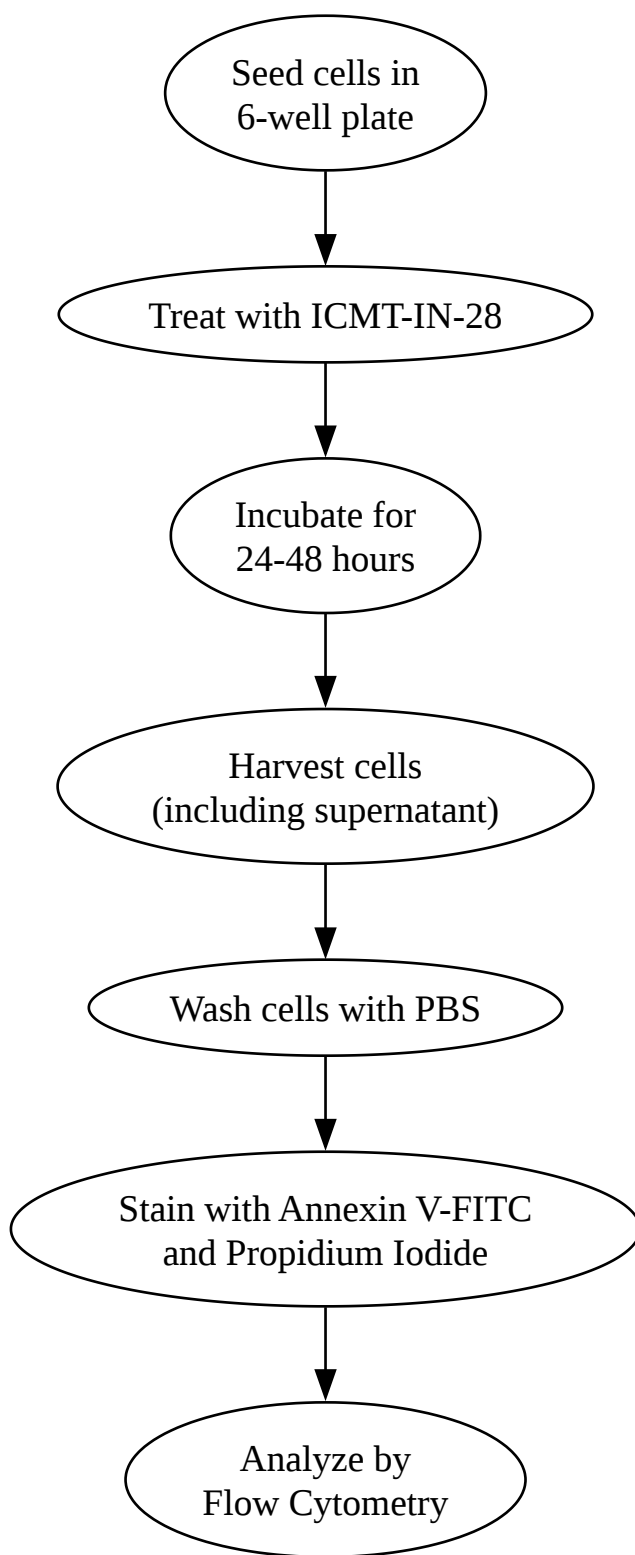 Seed cells in
6-well plate
Treat with ICMT-IN-28
Incubate for
24-48 hours
Harvest cells
(including supernatant)
Wash cells with PBS
Stain with Annexin V-FITC
and Propidium Iodide
Analyze by
Flow Cytometry